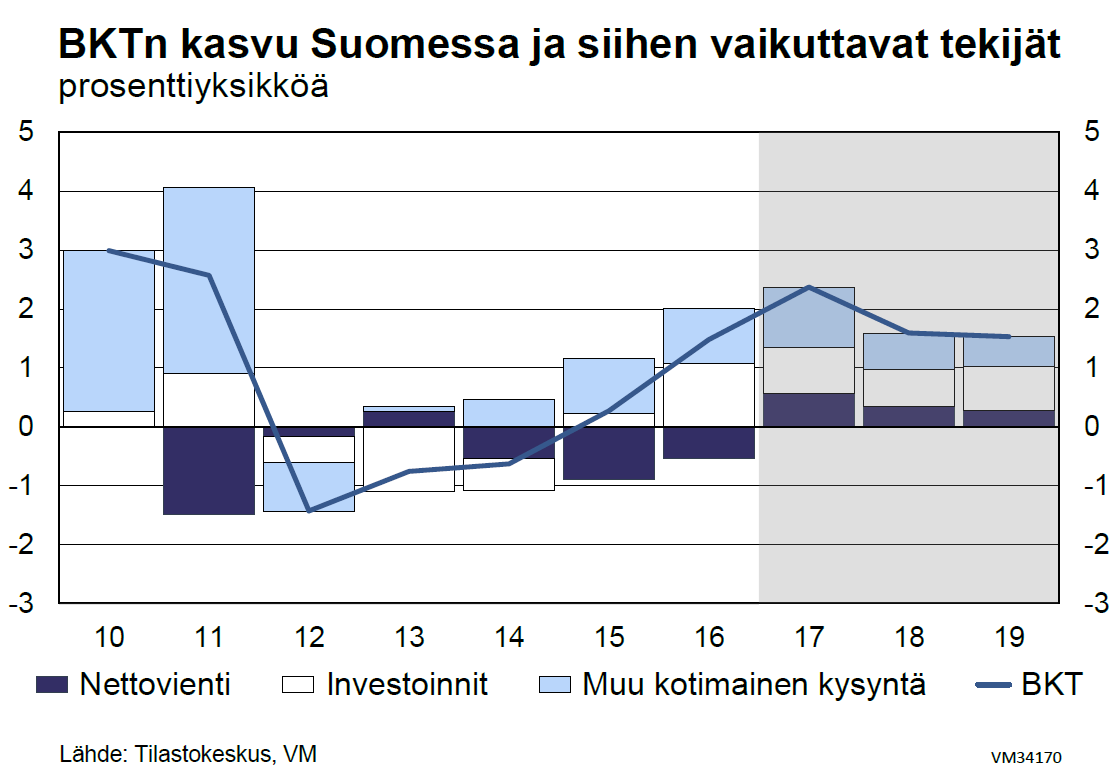 BKTn kasvu Suomessa ja siihen vaikuttavat tekijät
prosenttiyksikköä
5 5
4 4
3 3
2 2
1 1
0 0
-1 -1
-2 -2
-3 -3
10 11 12 13 14 15 16 17 18 19
Nettovienti Investoinnit Muu kotimainen kysyntä BKT
Lähde: Tilastokeskus, VM VM34170